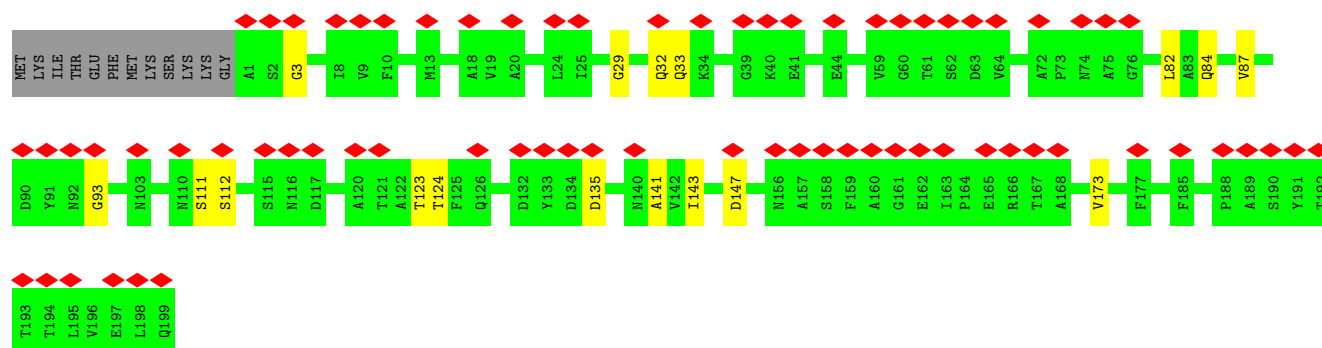 MET LYS ILE THR GLU PHE MET LYS SER LYS LYS GLY A1 S2 G3 I8 V9 F10 M13 A18 V19 A20 L24 I25 G29 Q32 Q33 K34 G39 K40 E41 E44 V59 G60 T61 S62 D63 V64 A72 P73 N74 A75 G76 L82 A83 Q84 V87
D90 Y91 N92 G93 N103 N110 S111 S112 S115 N116 D117 A120 T121 A122 T123 T124 F125 Q126 D132 Y133 D134 D135 N140 A141 V142 I143 D147 N156 A157 S158 F159 A160 G161 E162 I163 P164 E165 R166 T167 A168 V173 F177 F185 P188 A189 S190 Y191 T192
T193 T194 L195 V196 E197 L198 Q199